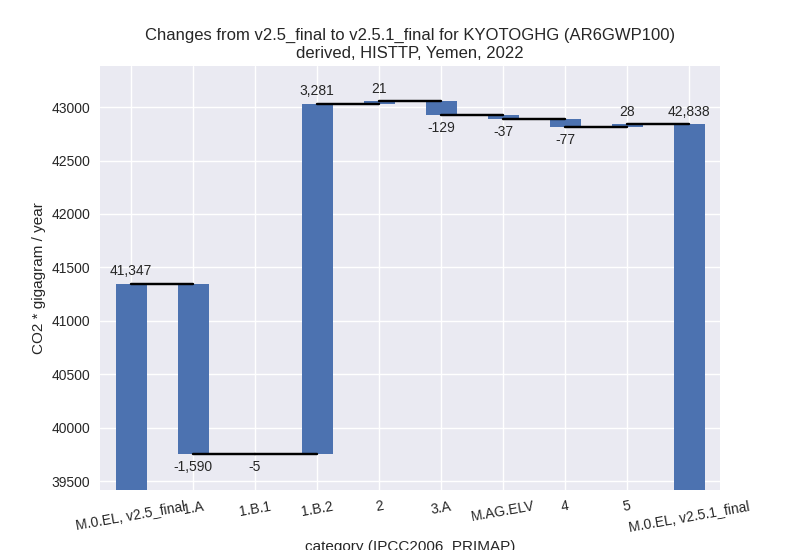 Changes from v2.5_final to v2.5.1_final for KYOTOGHG (AR6GWP100)
derived, HISTTP, Yemen, 2022
CO2 * gigagram / year
43000
42500
42000
41500
41000
40500
40000
39500
41,347
-1,590
-5
3,281
21
-129
-37
-77
28
42,838
M.0.EL, v2.5_final
1.A
1.B.1
1.B.2
2
3.A
M.AG.ELV
4
5
M.0.EL, v2.5.1_final
category (IPCC2006_PRIMAP)